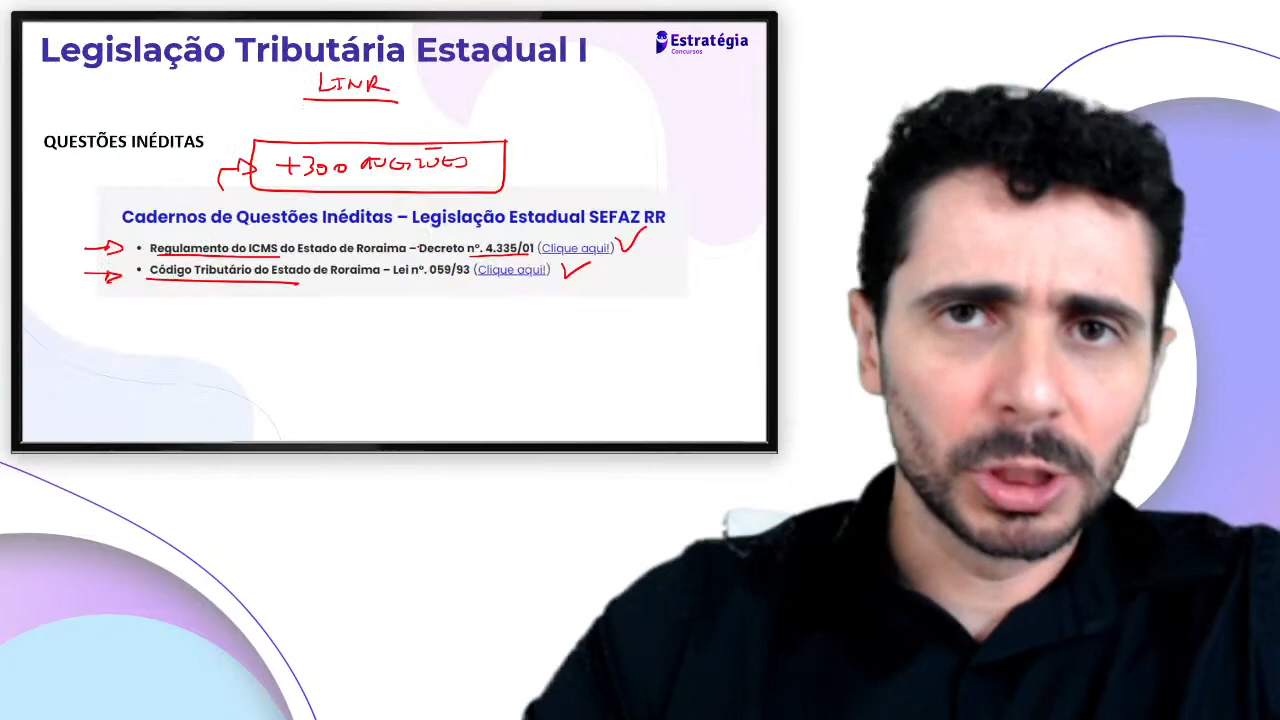 Legislação Tributária Estadual I
Estratégia
Concursos
LINK
QUESTÕES INÉDITAS
+300 QUESTÕES
Cadernos de Questões Inéditas – Legislação Estadual SEFAZ RR
• Regulamento do ICMS do Estado de Roraima – Decreto nº. 4.335/01 (Clique aqui!)
• Código Tributário do Estado de Roraima – Lei nº. 059/93 (Clique aqui!)